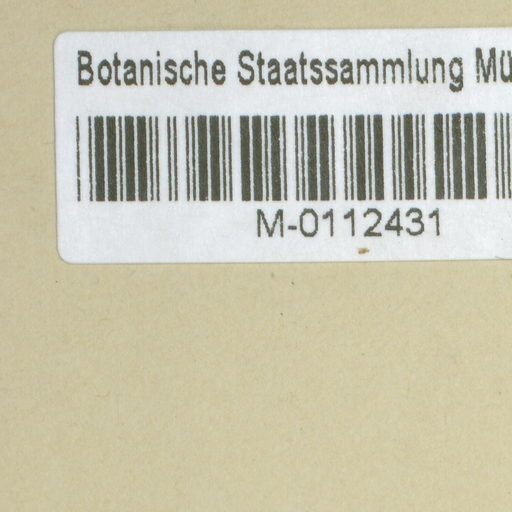 Botanische Staatssammlung Mü
M-0112431